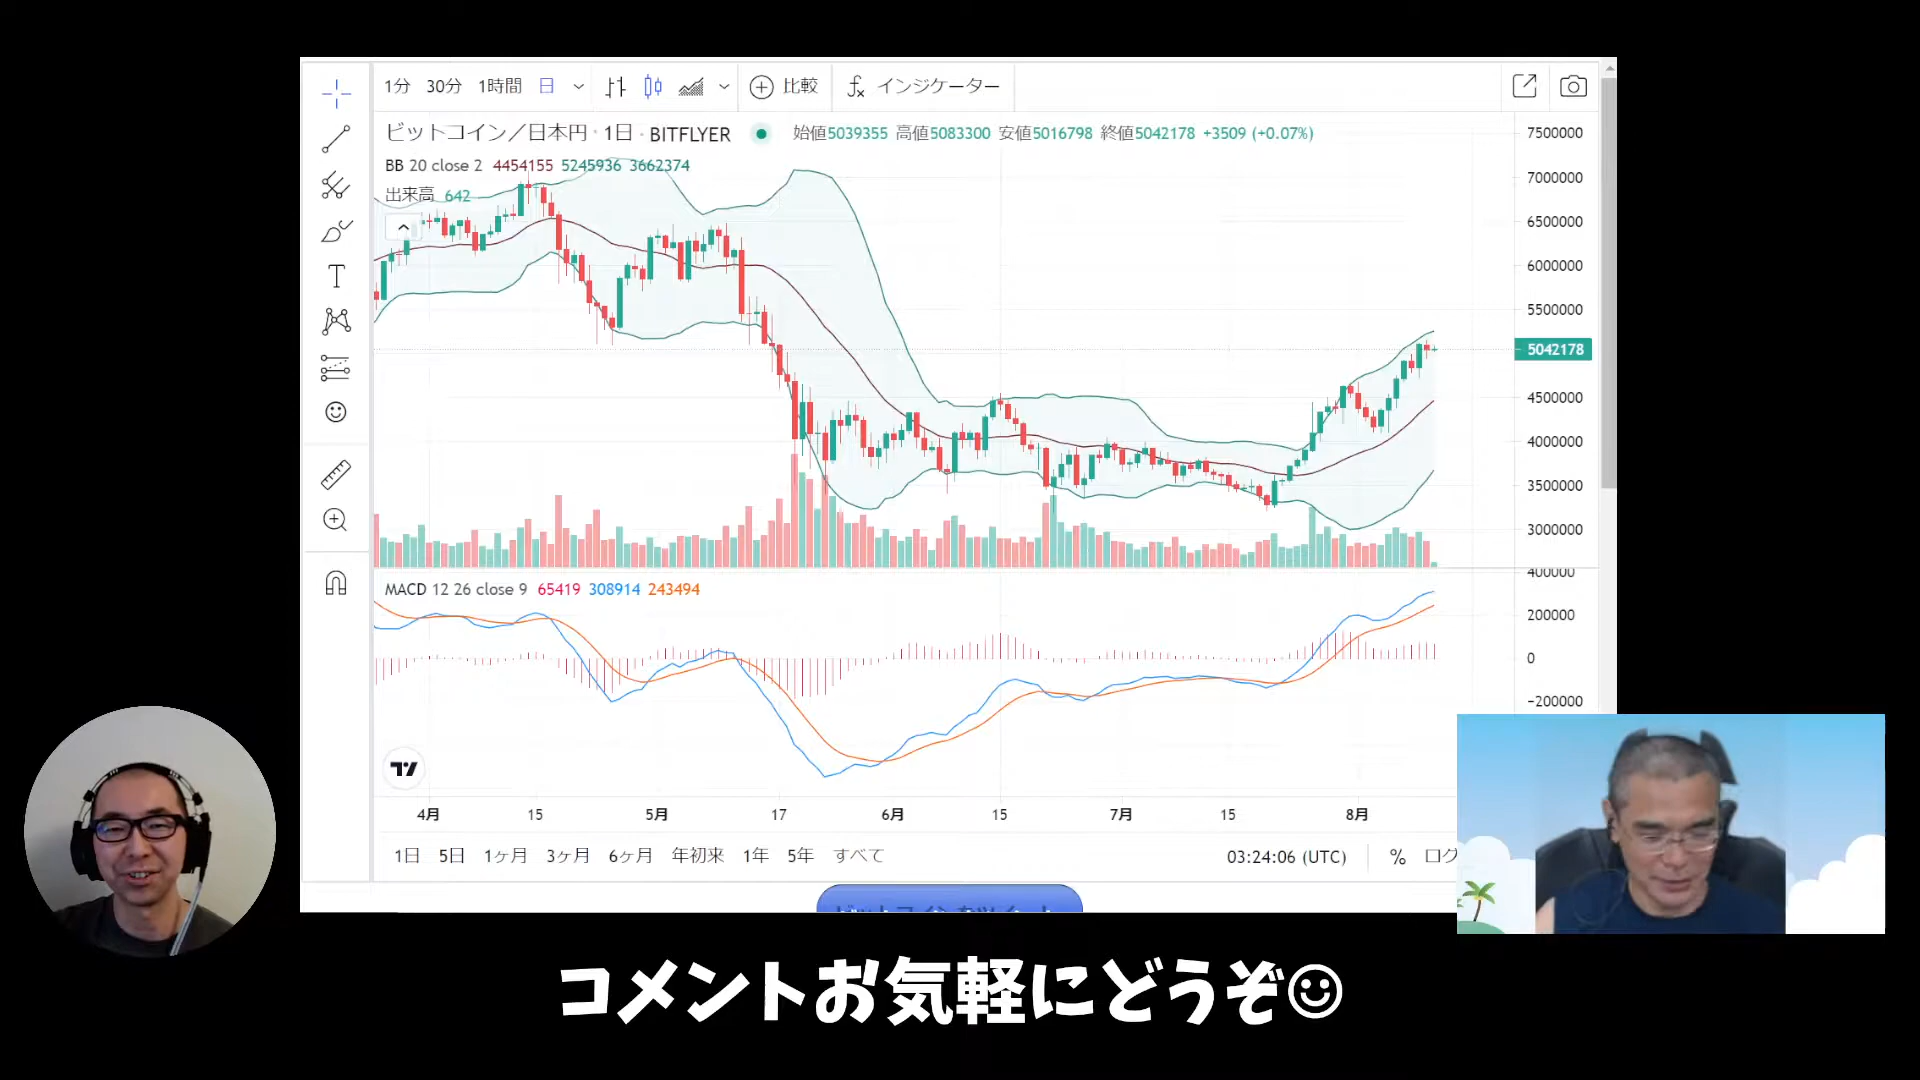 1分 30分 1時間 日 比較 インジケーター
ビットコイン／日本円 · 1日 · BITFLYER 始値5039355 高値5083300 安値5016798 終値5042178 +3509 (+0.07%)
BB 20 close 2 4454155 5245936 3662374
出来高 642
7500000
7000000
6500000
6000000
5500000
5042178
4500000
4000000
3500000
3000000
MACD 12 26 close 9 65419 308914 243494
400000
200000
0
-200000
4月 15 5月 17 6月 15 7月 15 8月
1日 5日 1ヶ月 3ヶ月 6ヶ月 年初来 1年 5年 すべて 03:24:06 (UTC) % ログ
コメントお気軽にどうぞ☺